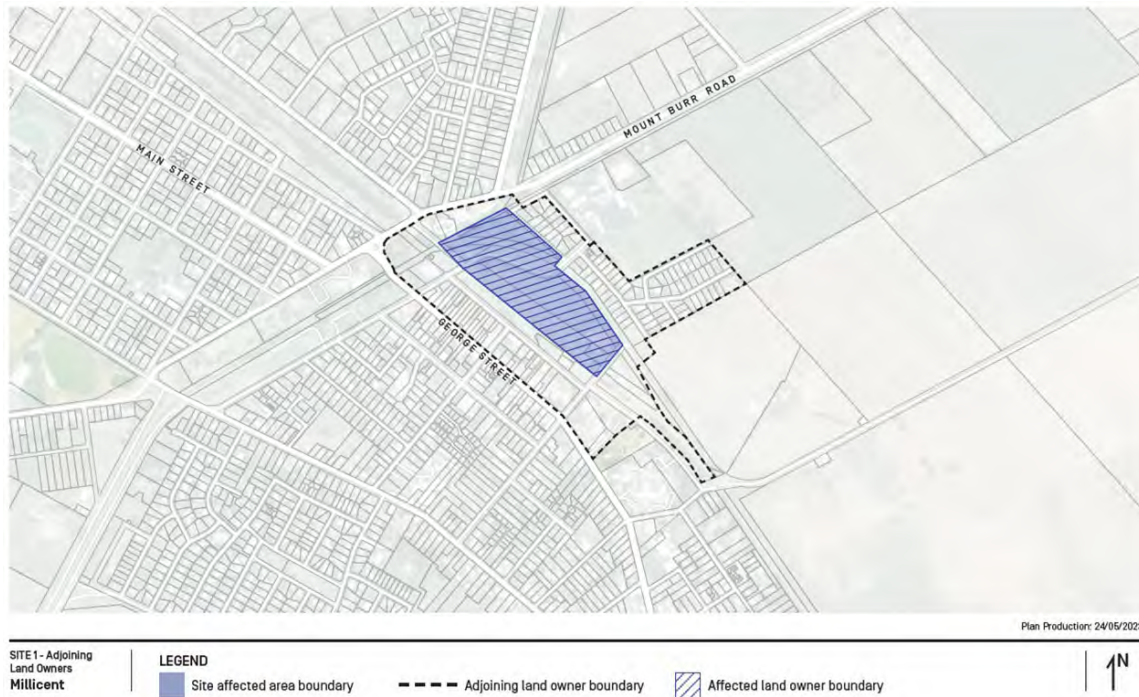 MOUNT BURR ROAD
MAIN STREET
GEORGE STREET
Plan Production: 24/05/202
SITE 1 - Adjoining
Land Owners
Millicent
LEGEND
Site affected area boundary
Adjoining land owner boundary
Affected land owner boundary
N